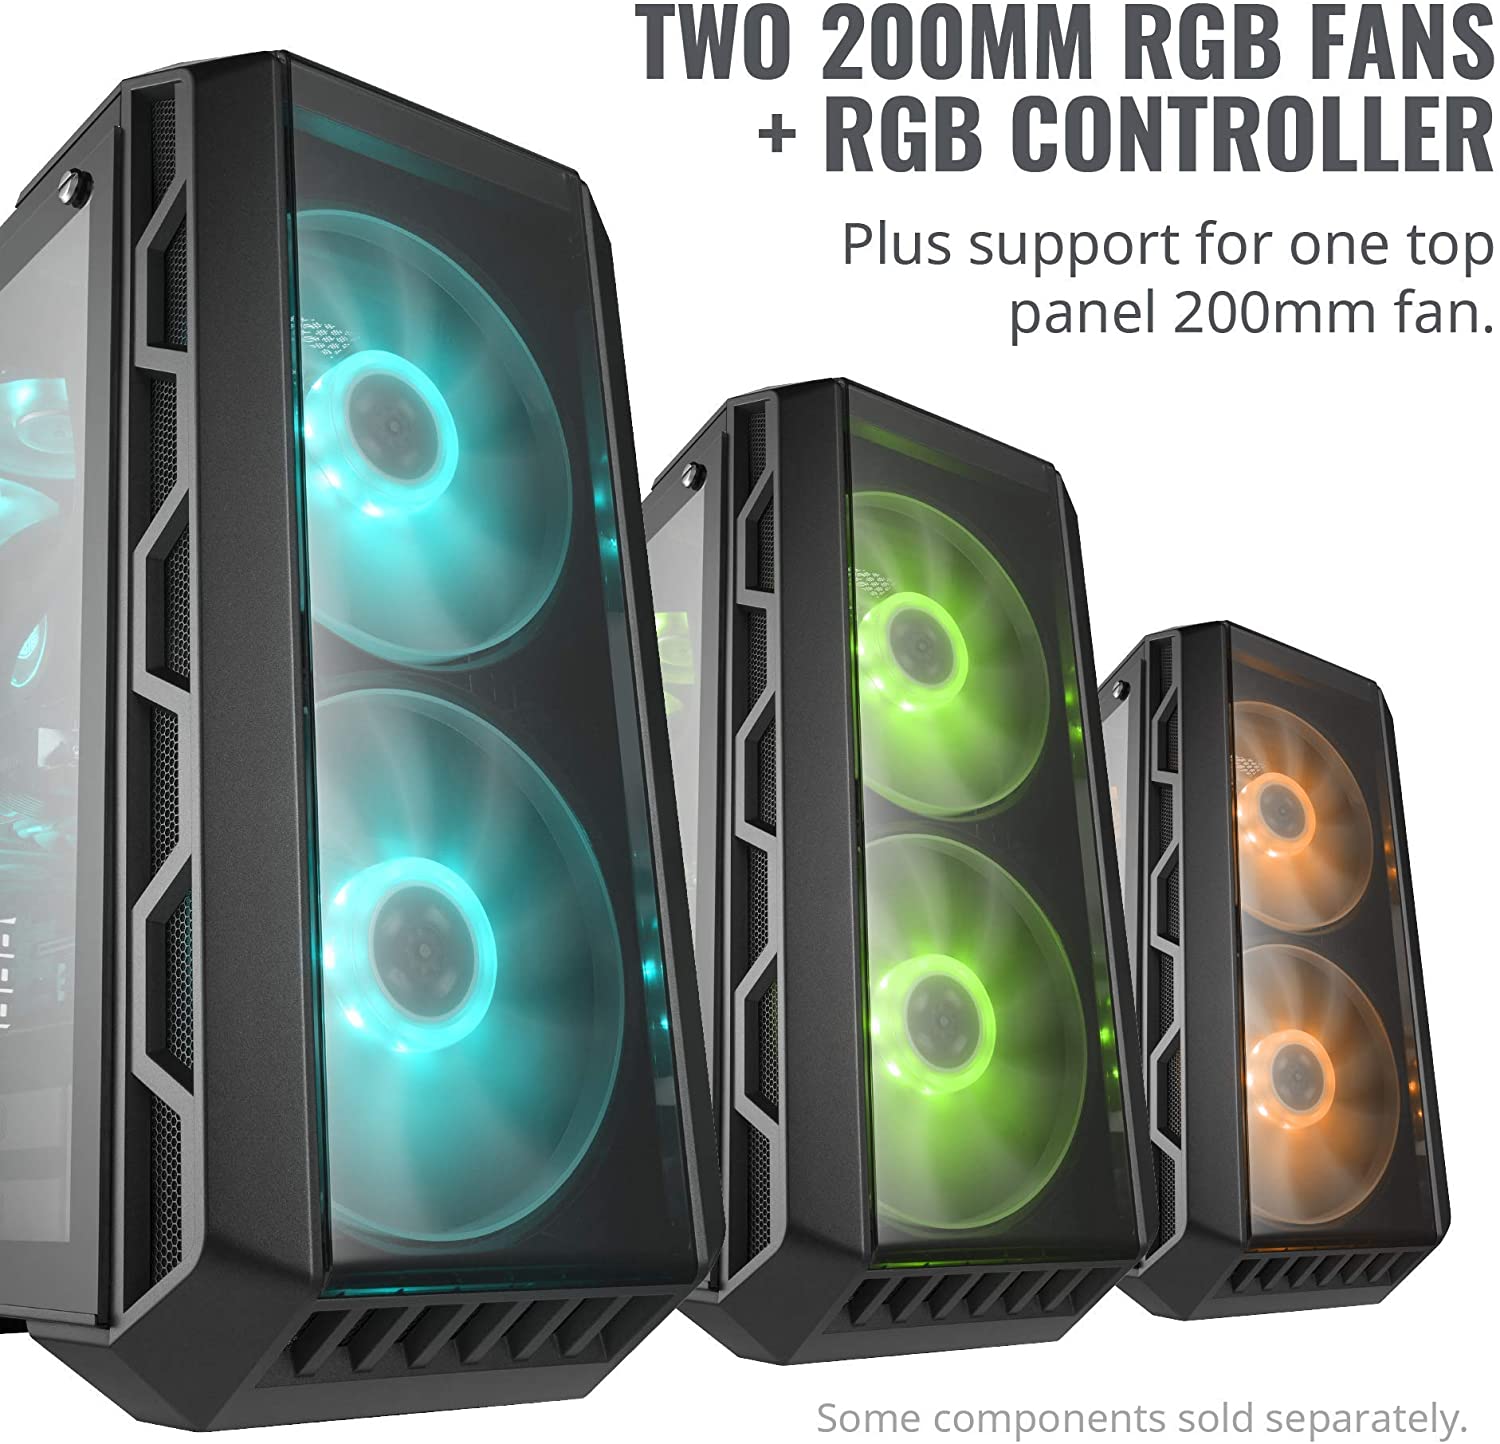 TWO 200MM RGB FANS
+ RGB CONTROLLER
Plus support for one top
panel 200mm fan.
Some components sold separately.